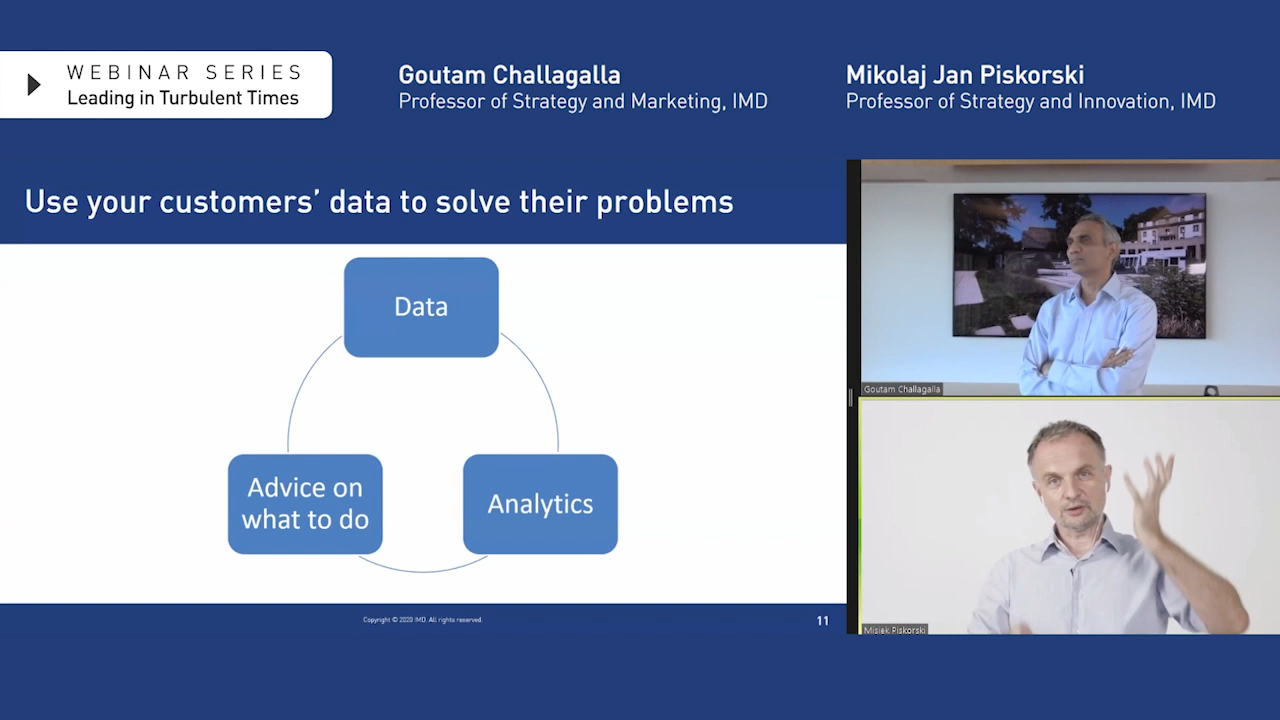 WEBINAR SERIES
Leading in Turbulent Times
Goutam Challagalla
Professor of Strategy and Marketing, IMD
Mikolaj Jan Piskorski
Professor of Strategy and Innovation, IMD
Use your customers’ data to solve their problems
Data
Advice on
what to do
Analytics
Goutam Challagalla
Misiek Piskorski
Copyright © 2020 IMD. All rights reserved.
11